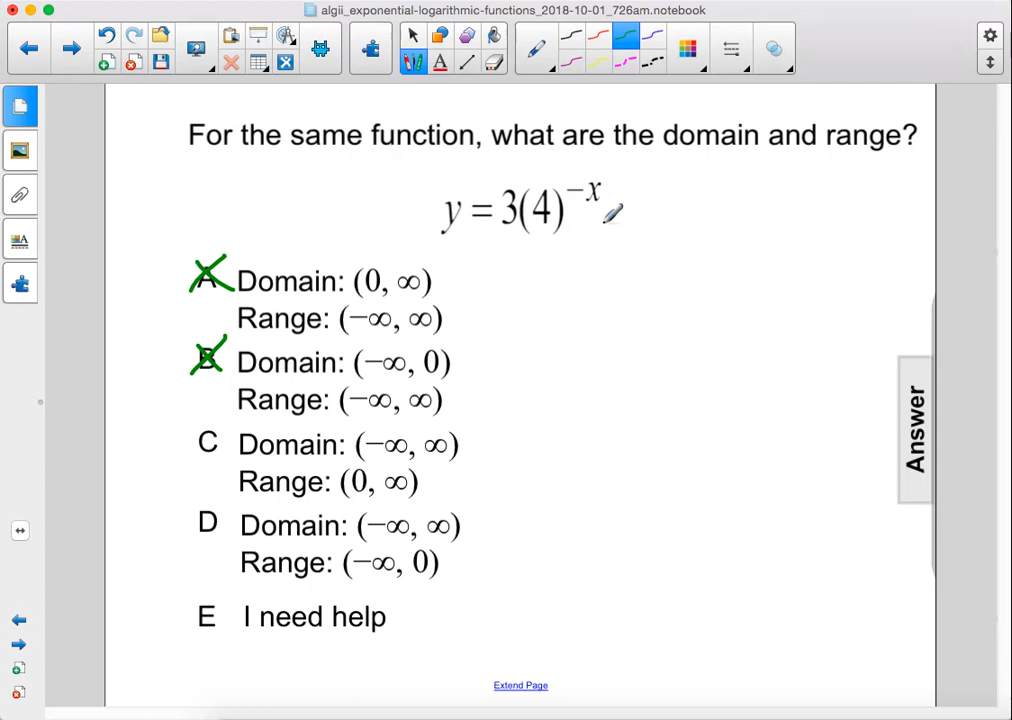 algii_exponential-logarithmic-functions_2018-10-01_726am.notebook
For the same function, what are the domain and range?
y = 3(4)^{-x}
A Domain: (0, ∞)
Range: (−∞, ∞)
B Domain: (−∞, 0)
Range: (−∞, ∞)
C Domain: (−∞, ∞)
Range: (0, ∞)
D Domain: (−∞, ∞)
Range: (−∞, 0)
E I need help
Answer
Extend Page